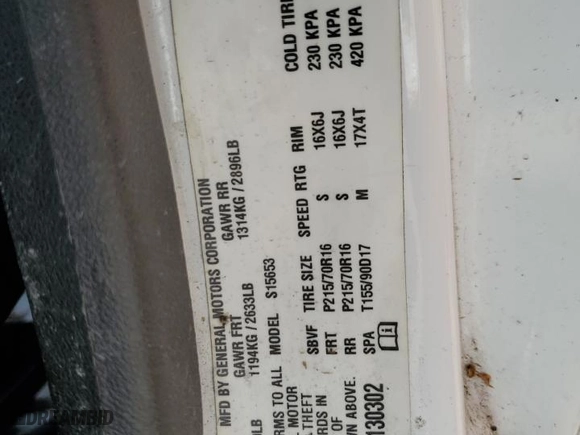 MFD BY GENERAL MOTORS CORPORATION
GAWR FRT GAWR RR
1194KG/2633LB 1314KG/2896LB
RMS TO ALL MODEL S15653
MOTOR
THEFT
RDS IN
OF
WN ABOVE.
130302
SBVF TIRE SIZE SPEED RTG RIM COLD TIRE
FRT P215/70R16 S 16X6J 230 KPA
RR P215/70R16 S 16X6J 230 KPA
SPA T155/90D17 M 17X4T 420 KPA
DREAMBID